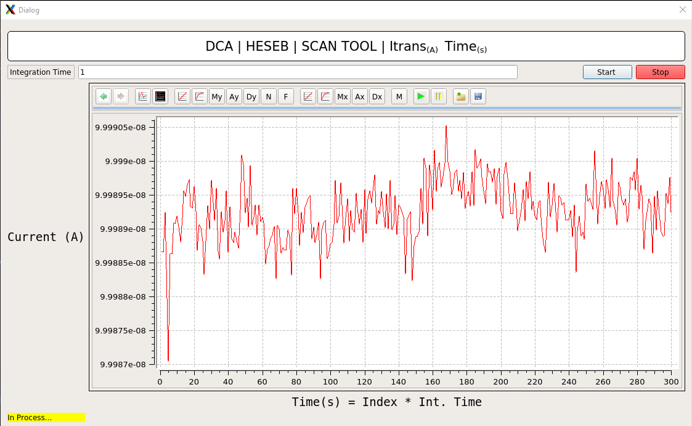 Dialog
DCA | HESEB | SCAN TOOL | Itrans(A) Time(s)
Integration Time 1 Start Stop
My Ay Dy N F Mx Ax Dx M
9.99905e-08
9.999e-08
9.99895e-08
9.9989e-08
9.99885e-08
9.9988e-08
9.99875e-08
9.9987e-08
Current (A)
0 20 40 60 80 100 120 140 160 180 200 220 240 260 280 300
Time(s) = Index * Int. Time
In Process...